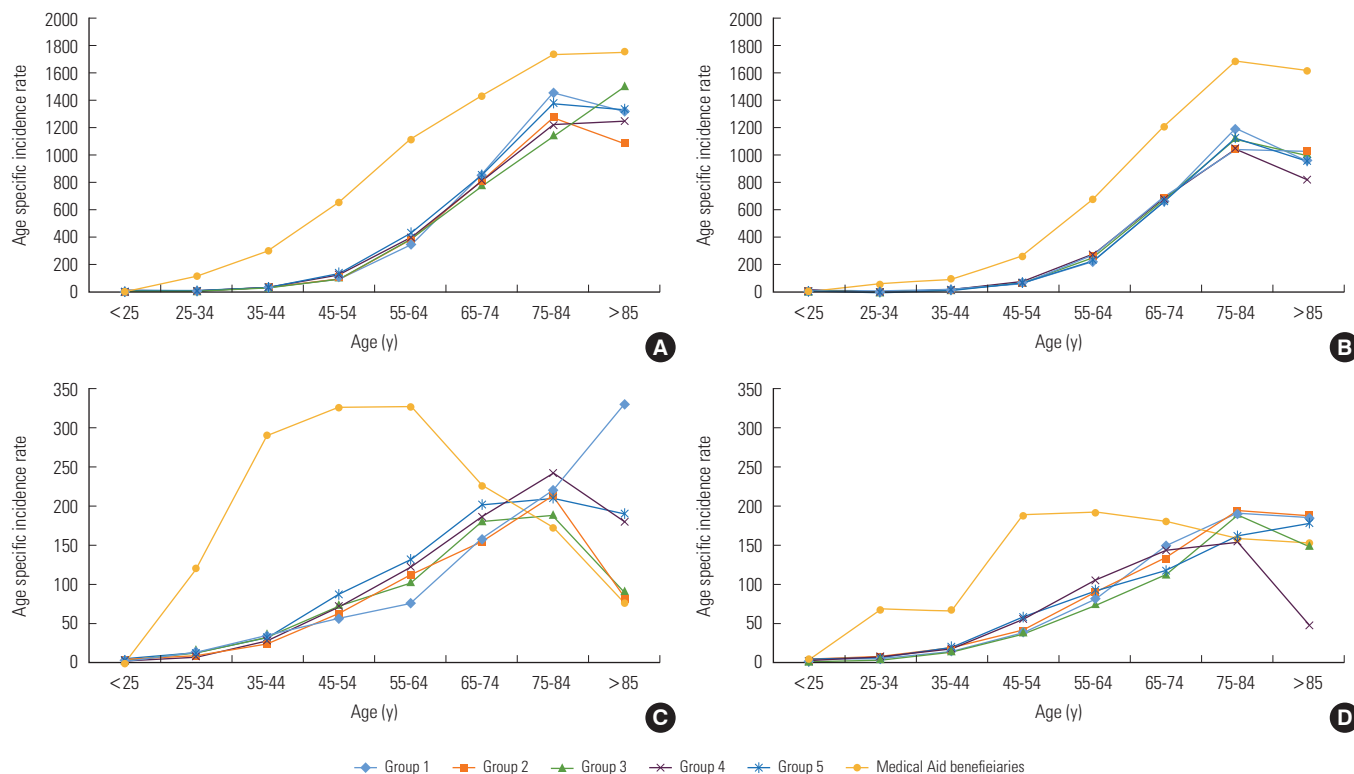 Age specific incidence rate
2000
1800
1600
1400
1200
1000
800
600
400
200
0
<25 25-34 35-44 45-54 55-64 65-74 75-84 >85
Age (y)
A
Age specific incidence rate
2000
1800
1600
1400
1200
1000
800
600
400
200
0
<25 25-34 35-44 45-54 55-64 65-74 75-84 >85
Age (y)
B
Age specific incidence rate
350
300
250
200
150
100
50
0
<25 25-34 35-44 45-54 55-64 65-74 75-84 >85
Age (y)
C
Age specific incidence rate
350
300
250
200
150
100
50
0
<25 25-34 35-44 45-54 55-64 65-74 75-84 >85
Age (y)
D
Group 1 Group 2 Group 3 Group 4 Group 5 Medical Aid benefieiaries